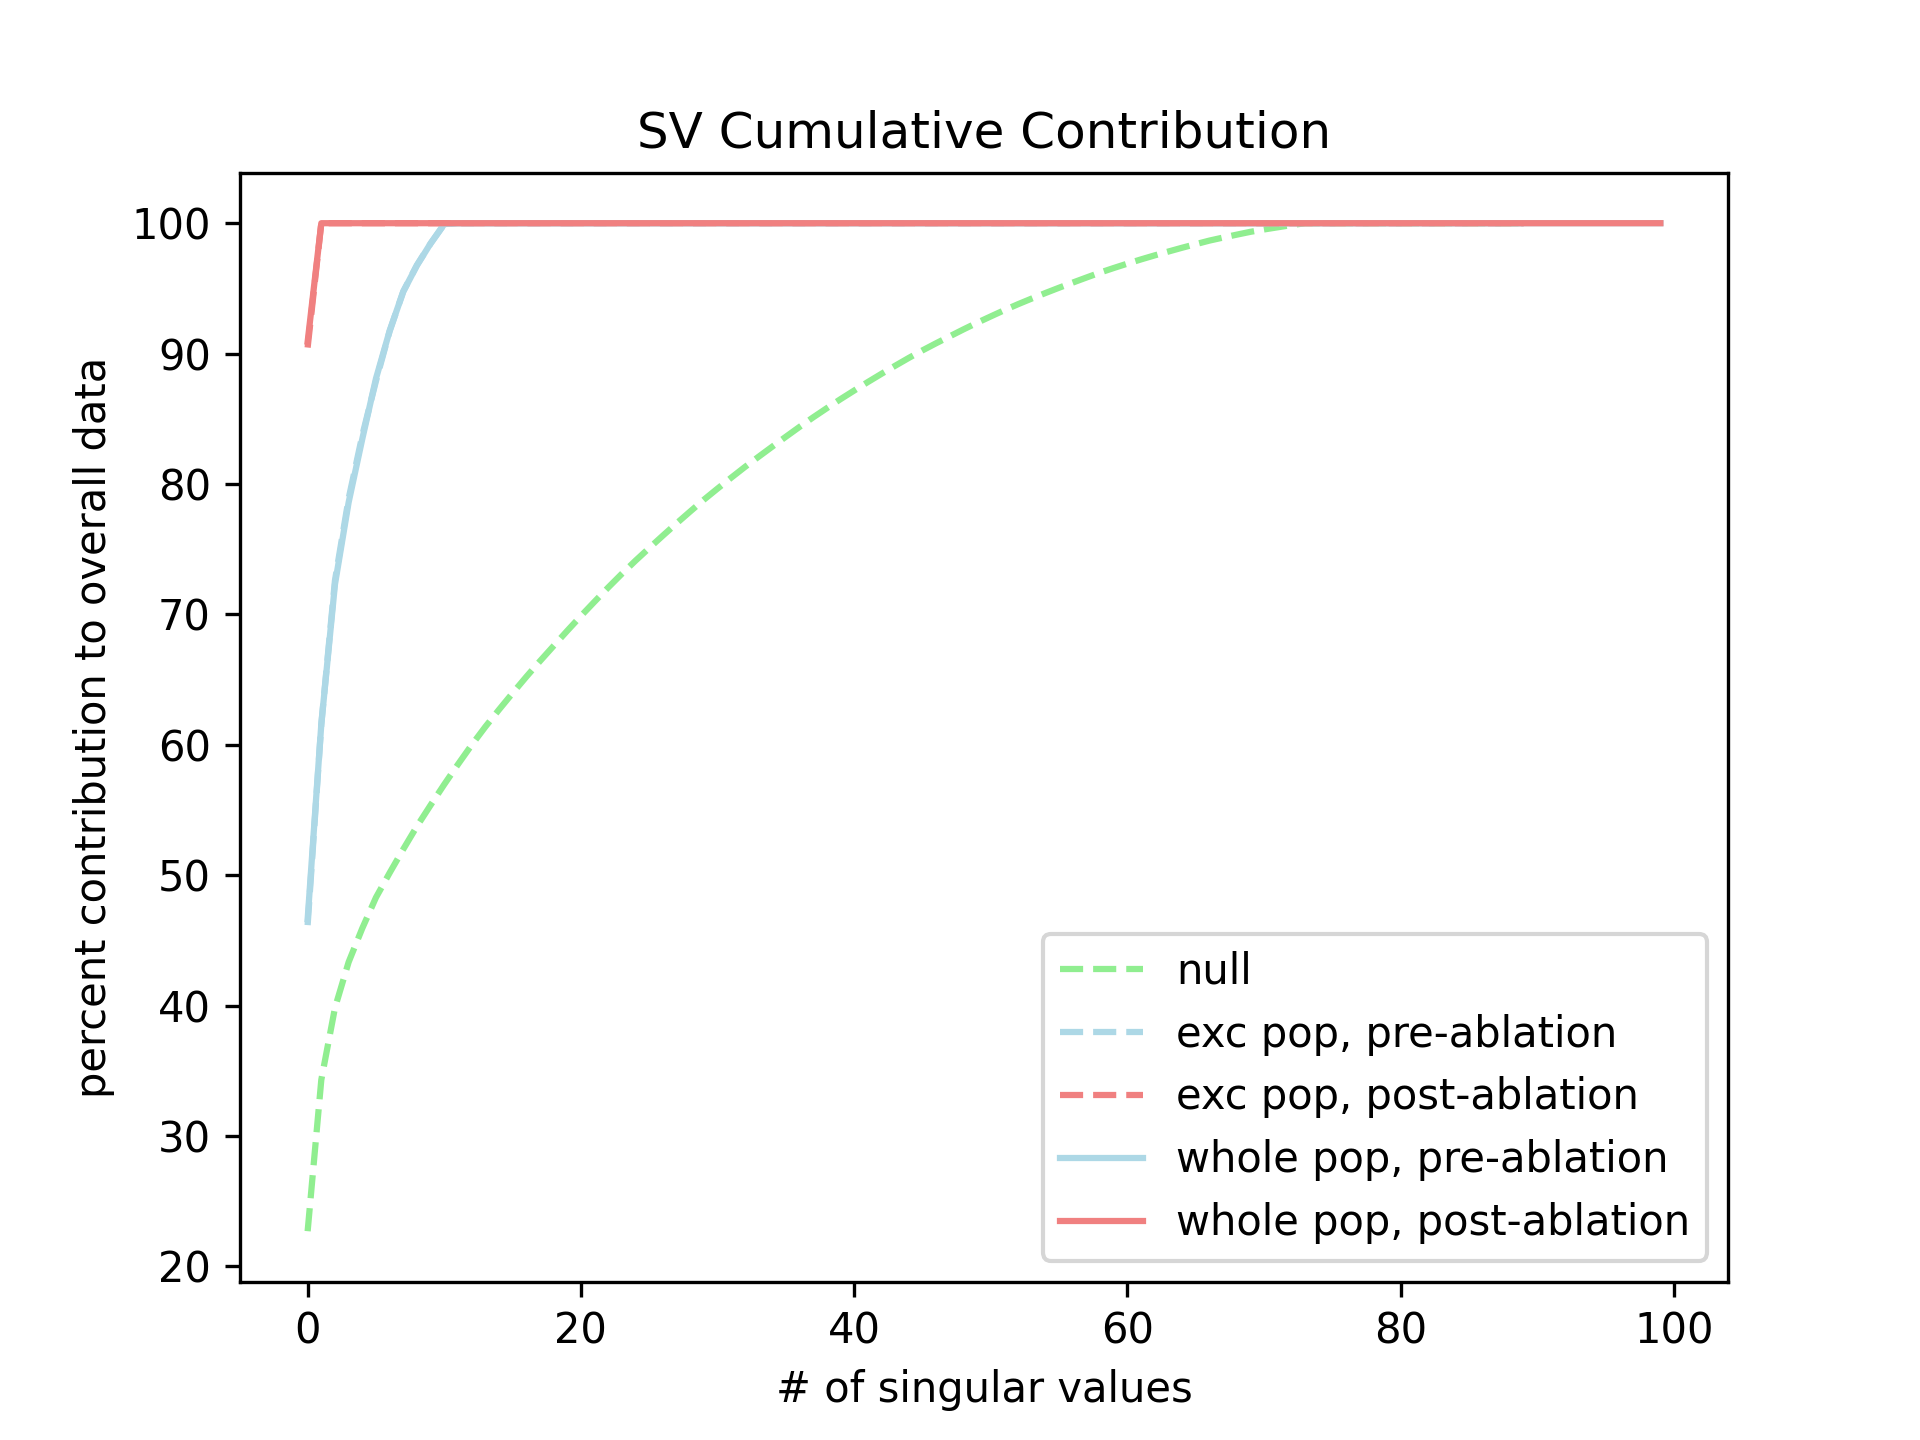 SV Cumulative Contribution
percent contribution to overall data
100
90
80
70
60
50
40
30
20
null
exc pop, pre-ablation
exc pop, post-ablation
whole pop, pre-ablation
whole pop, post-ablation
0 20 40 60 80 100
# of singular values